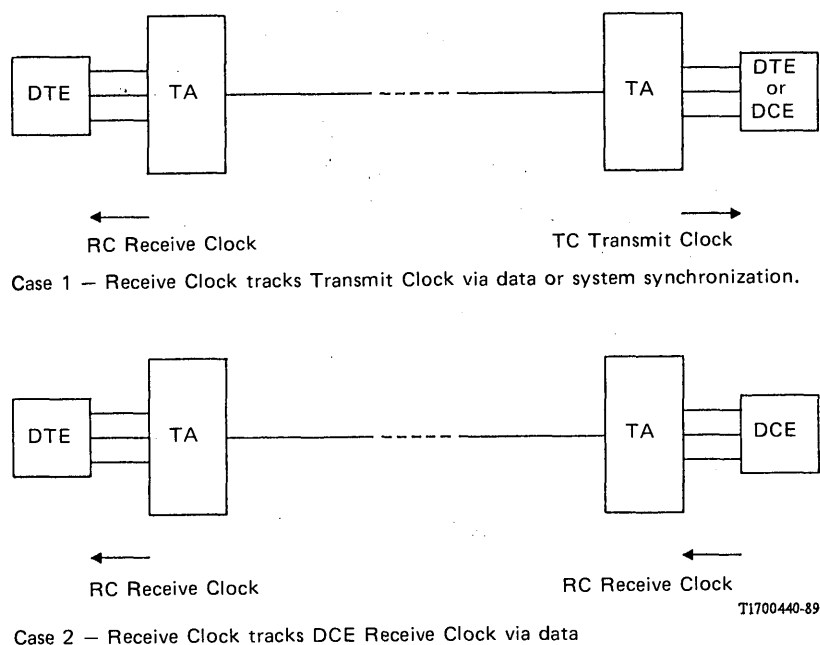 DTE
TA
TA
DTE
or
DCE
RC Receive Clock
TC Transmit Clock
Case 1 — Receive Clock tracks Transmit Clock via data or system synchronization.
DTE
TA
TA
DCE
RC Receive Clock
RC Receive Clock
T1700440-89
Case 2 — Receive Clock tracks DCE Receive Clock via data